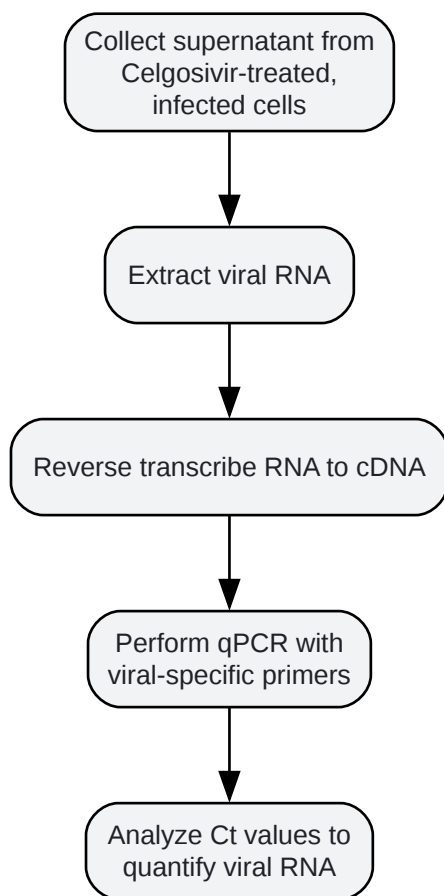 Collect supernatant from
Celgosivir-treated,
infected cells
Extract viral RNA
Reverse transcribe RNA to cDNA
Perform qPCR with
viral-specific primers
Analyze Ct values to
quantify viral RNA